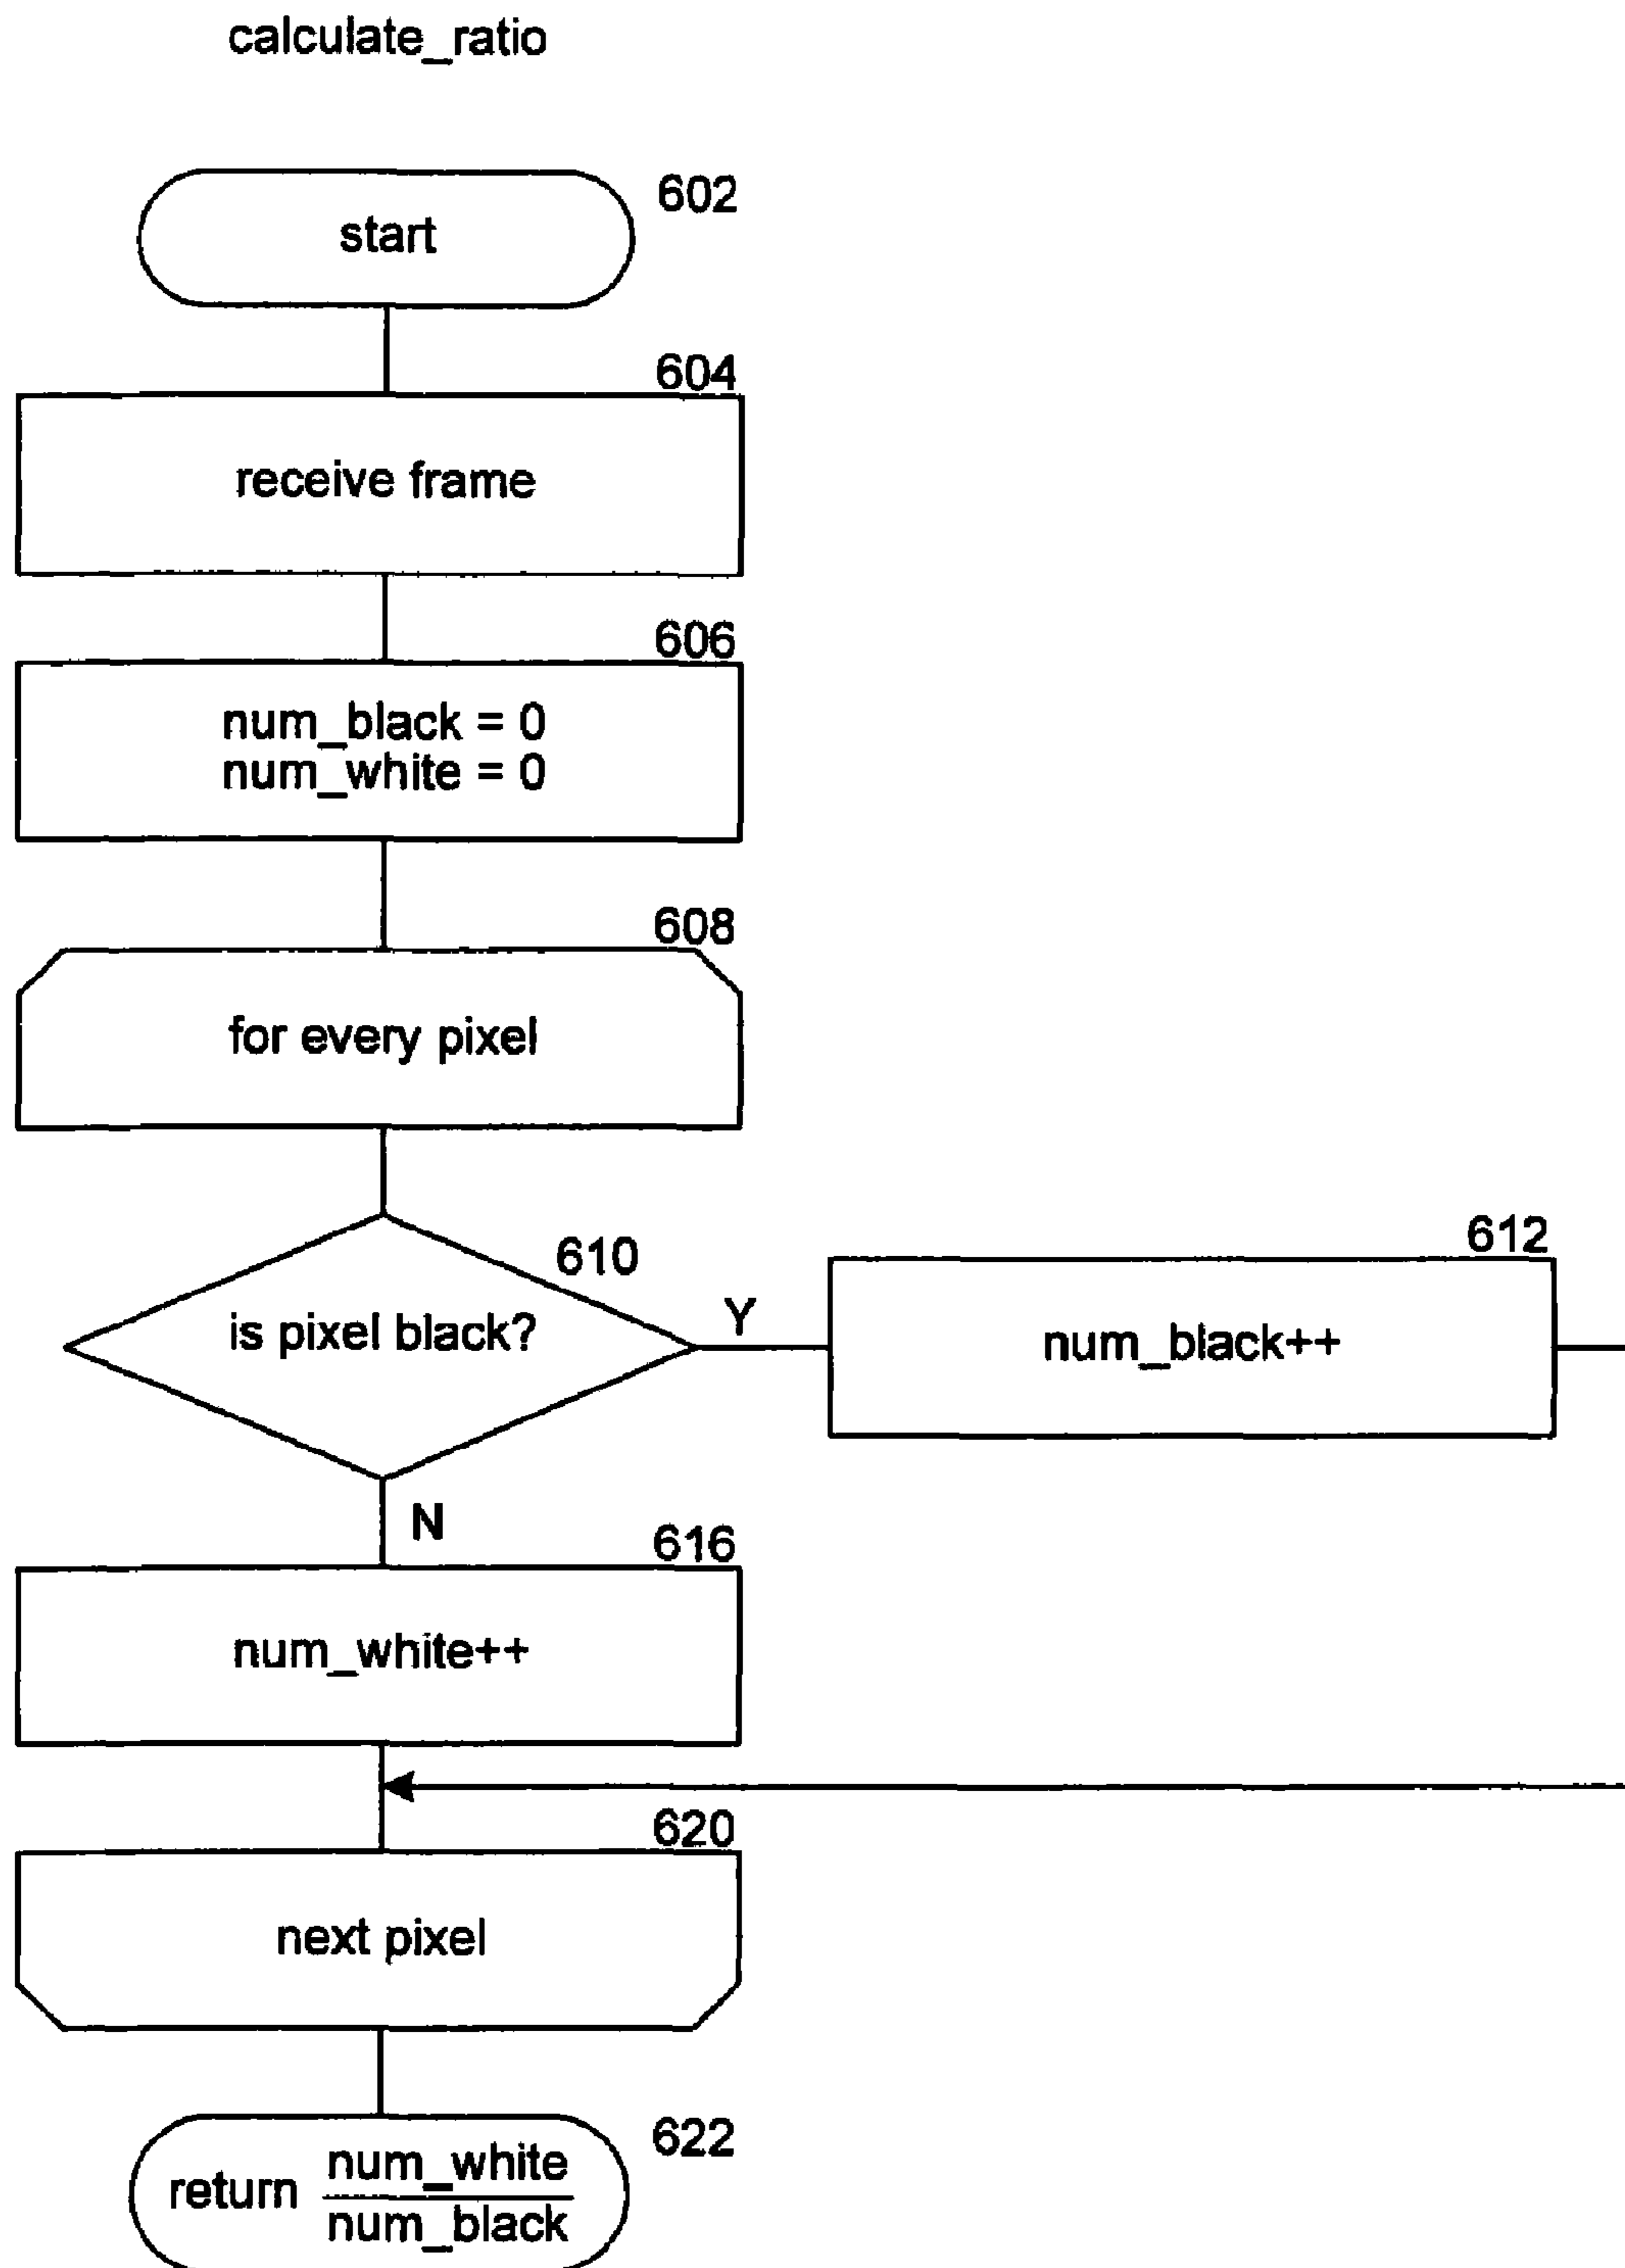 calculate_ratio
602
start
604
receive frame
606
num_black = 0
num_white = 0
608
for every pixel
610
is pixel black?
Y
612
num_black++
N
616
num_white++
620
next pixel
622
return num_white
num_black